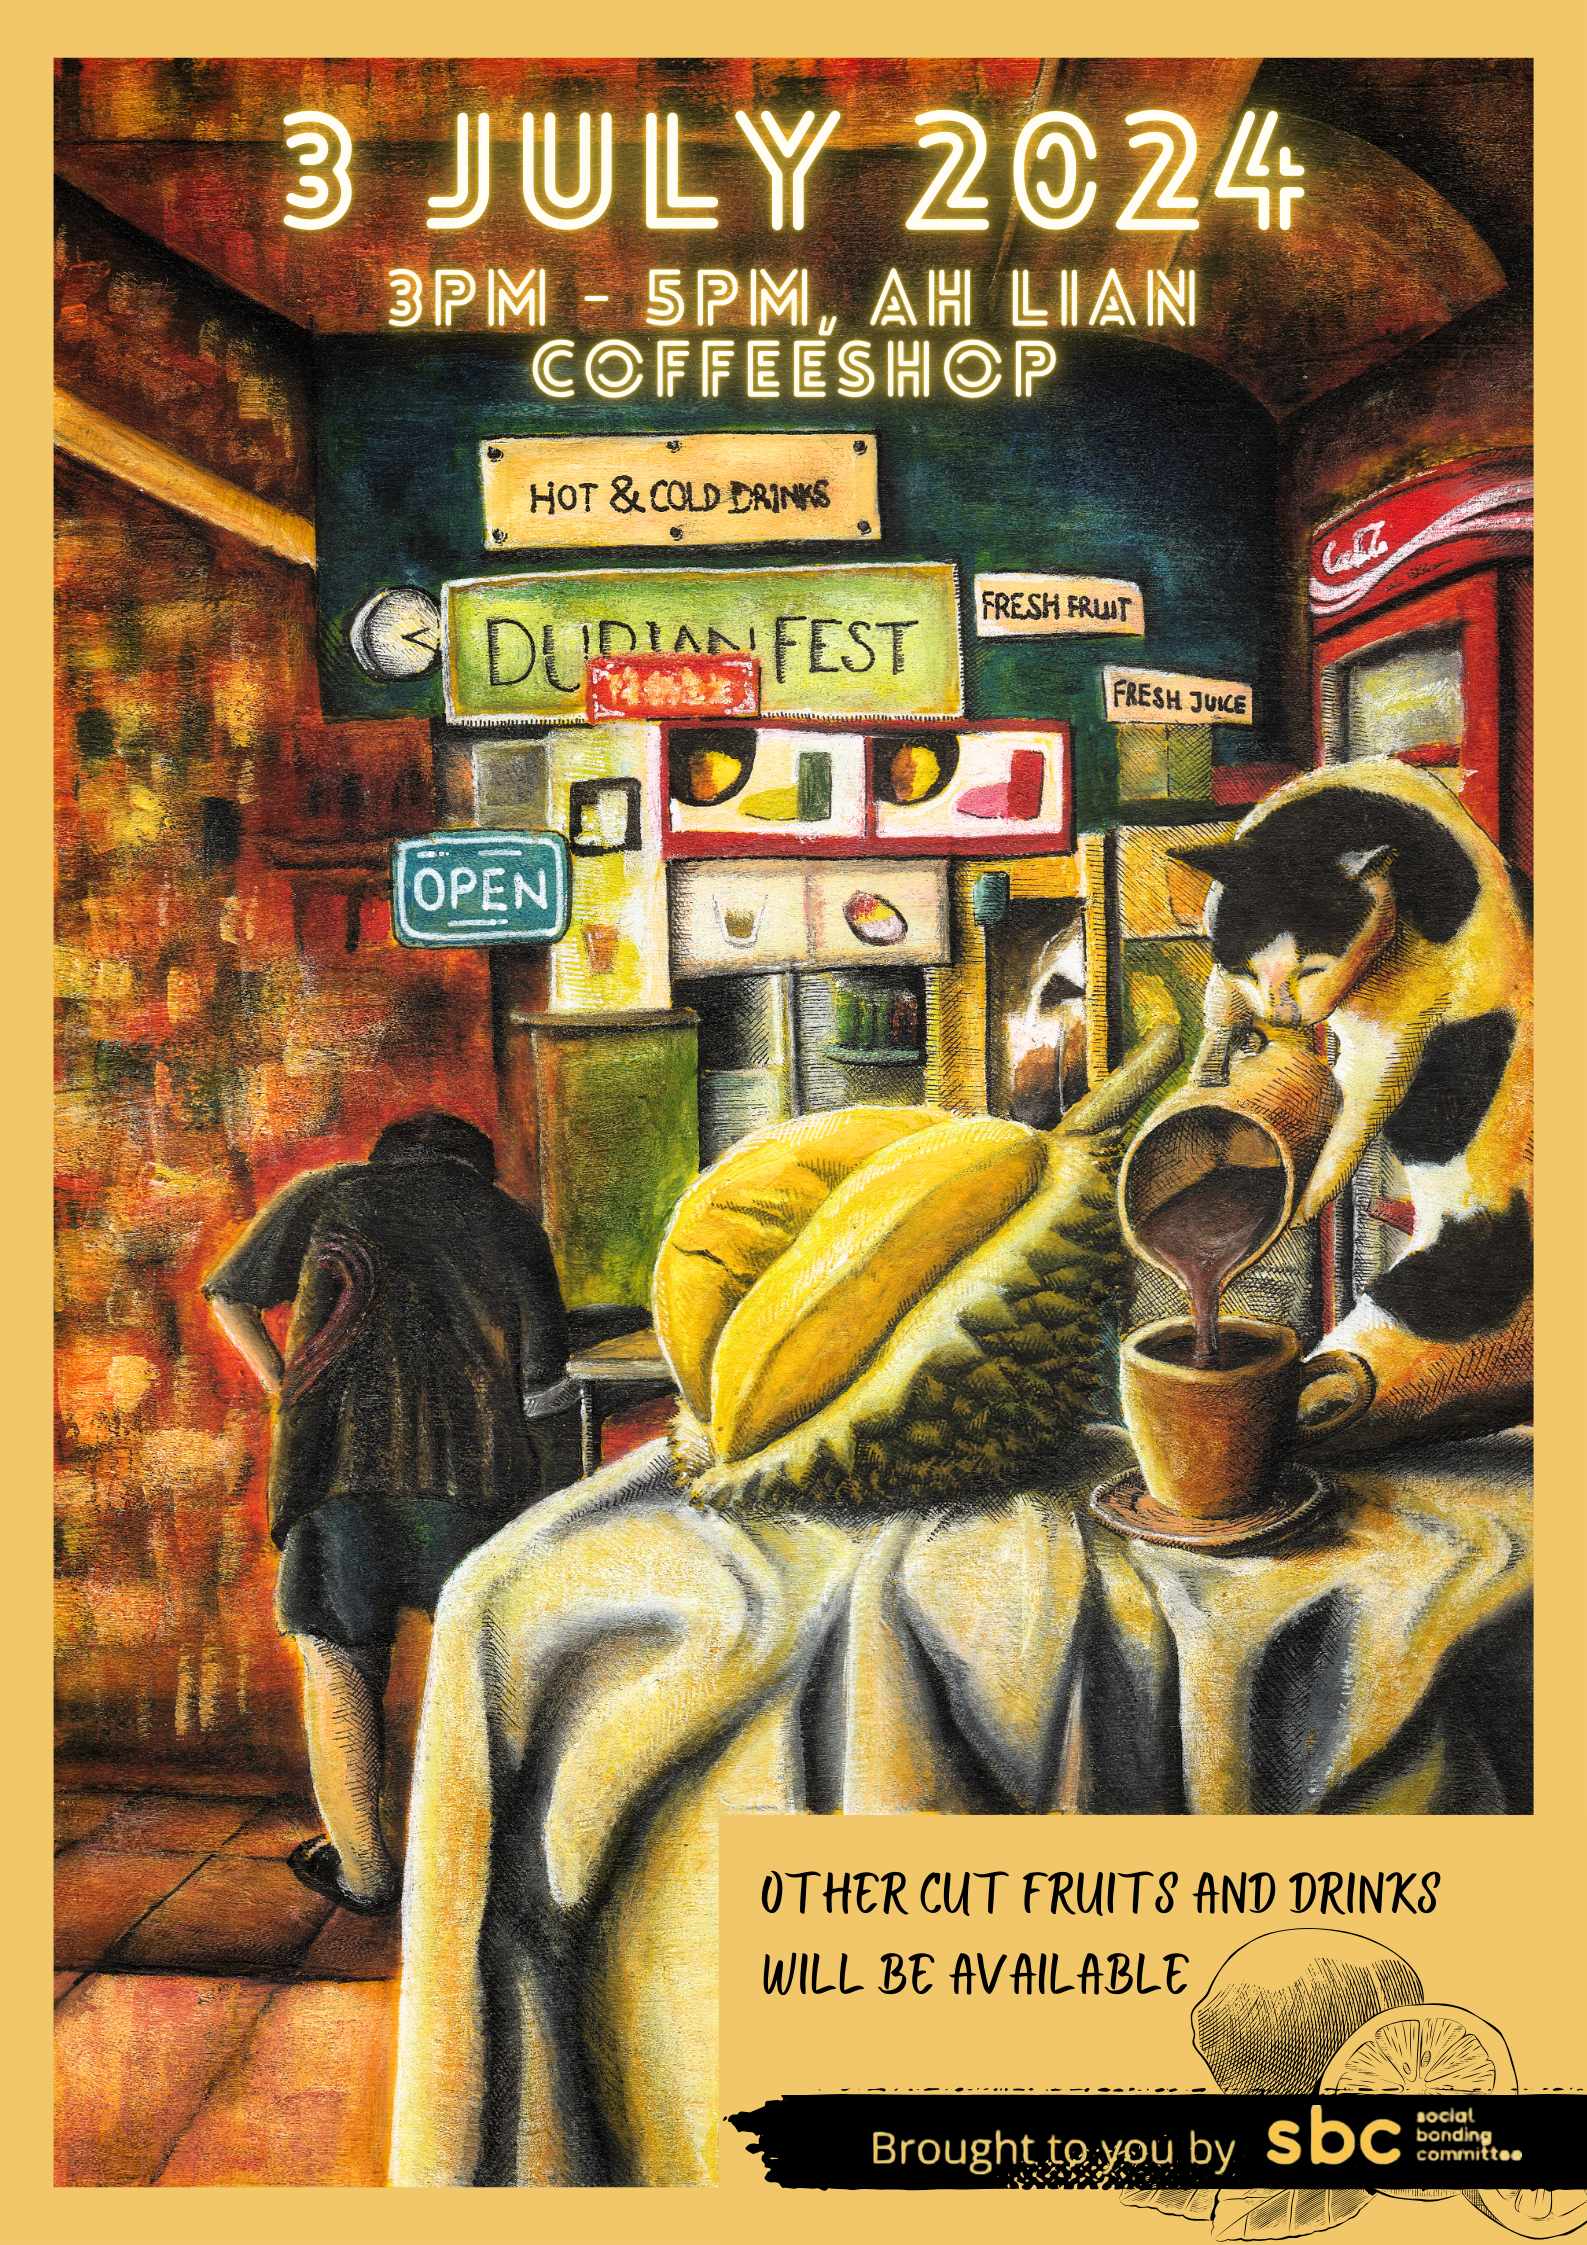 3 JULY 2024
3PM - 5PM, AH LIAN
COFFEESHOP
HOT & COLD DRINKS
DURIAN FEST
FRESH FRUIT
FRESH JUICE
OPEN
OTHER CUT FRUITS AND DRINKS
WILL BE AVAILABLE
Brought to you by sbc social
bonding
committee